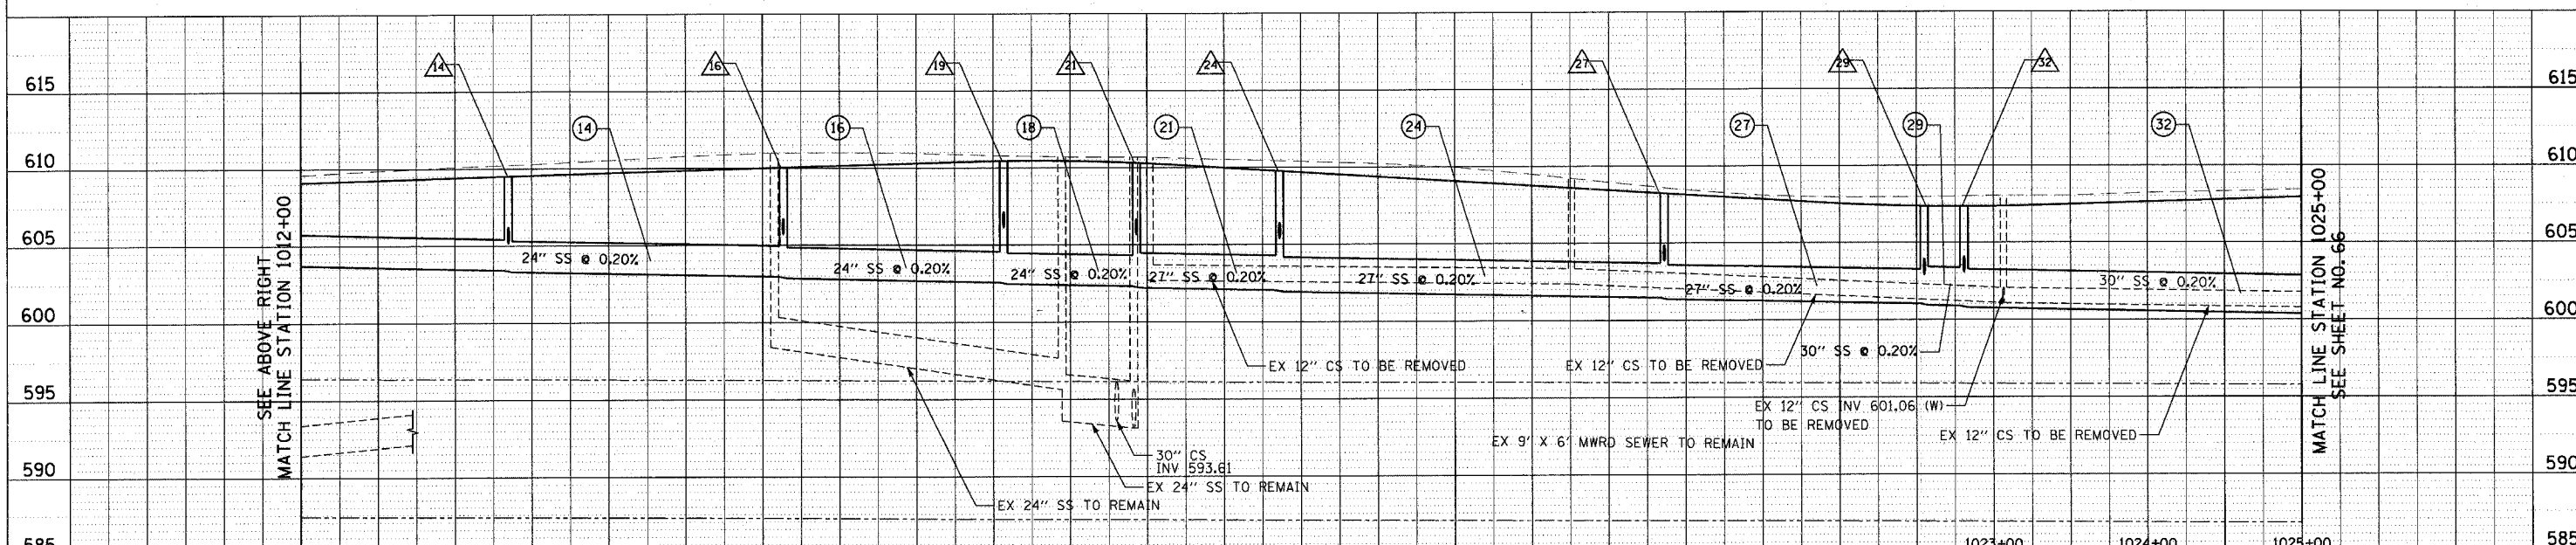 14
16
19
21
24
27
29
32
615
615
14
16
18
21
24
27
29
32
610
610
605
605
24" SS @ 0.20%
24" SS @ 0.20%
24" SS @ 0.20%
27" SS @ 0.20%
27" SS @ 0.20%
27" SS @ 0.20%
30" SS @ 0.20%
600
600
SEE ABOVE RIGHT
MATCH LINE STATION 1012+00
MATCH LINE STATION 1025+00
SEE SHEET NO. 66
EX 12" CS TO BE REMOVED
EX 12" CS TO BE REMOVED
30" SS @ 0.20%
595
595
EX 12" CS INV 601.06 (W)
TO BE REMOVED
EX 12" CS TO BE REMOVED
EX 9' X 6' MWRD SEWER TO REMAIN
30" CS
INV 593.61
590
590
EX 24" SS TO REMAIN
EX 24" SS TO REMAIN
585
1023+00
1024+00
1025+00
585